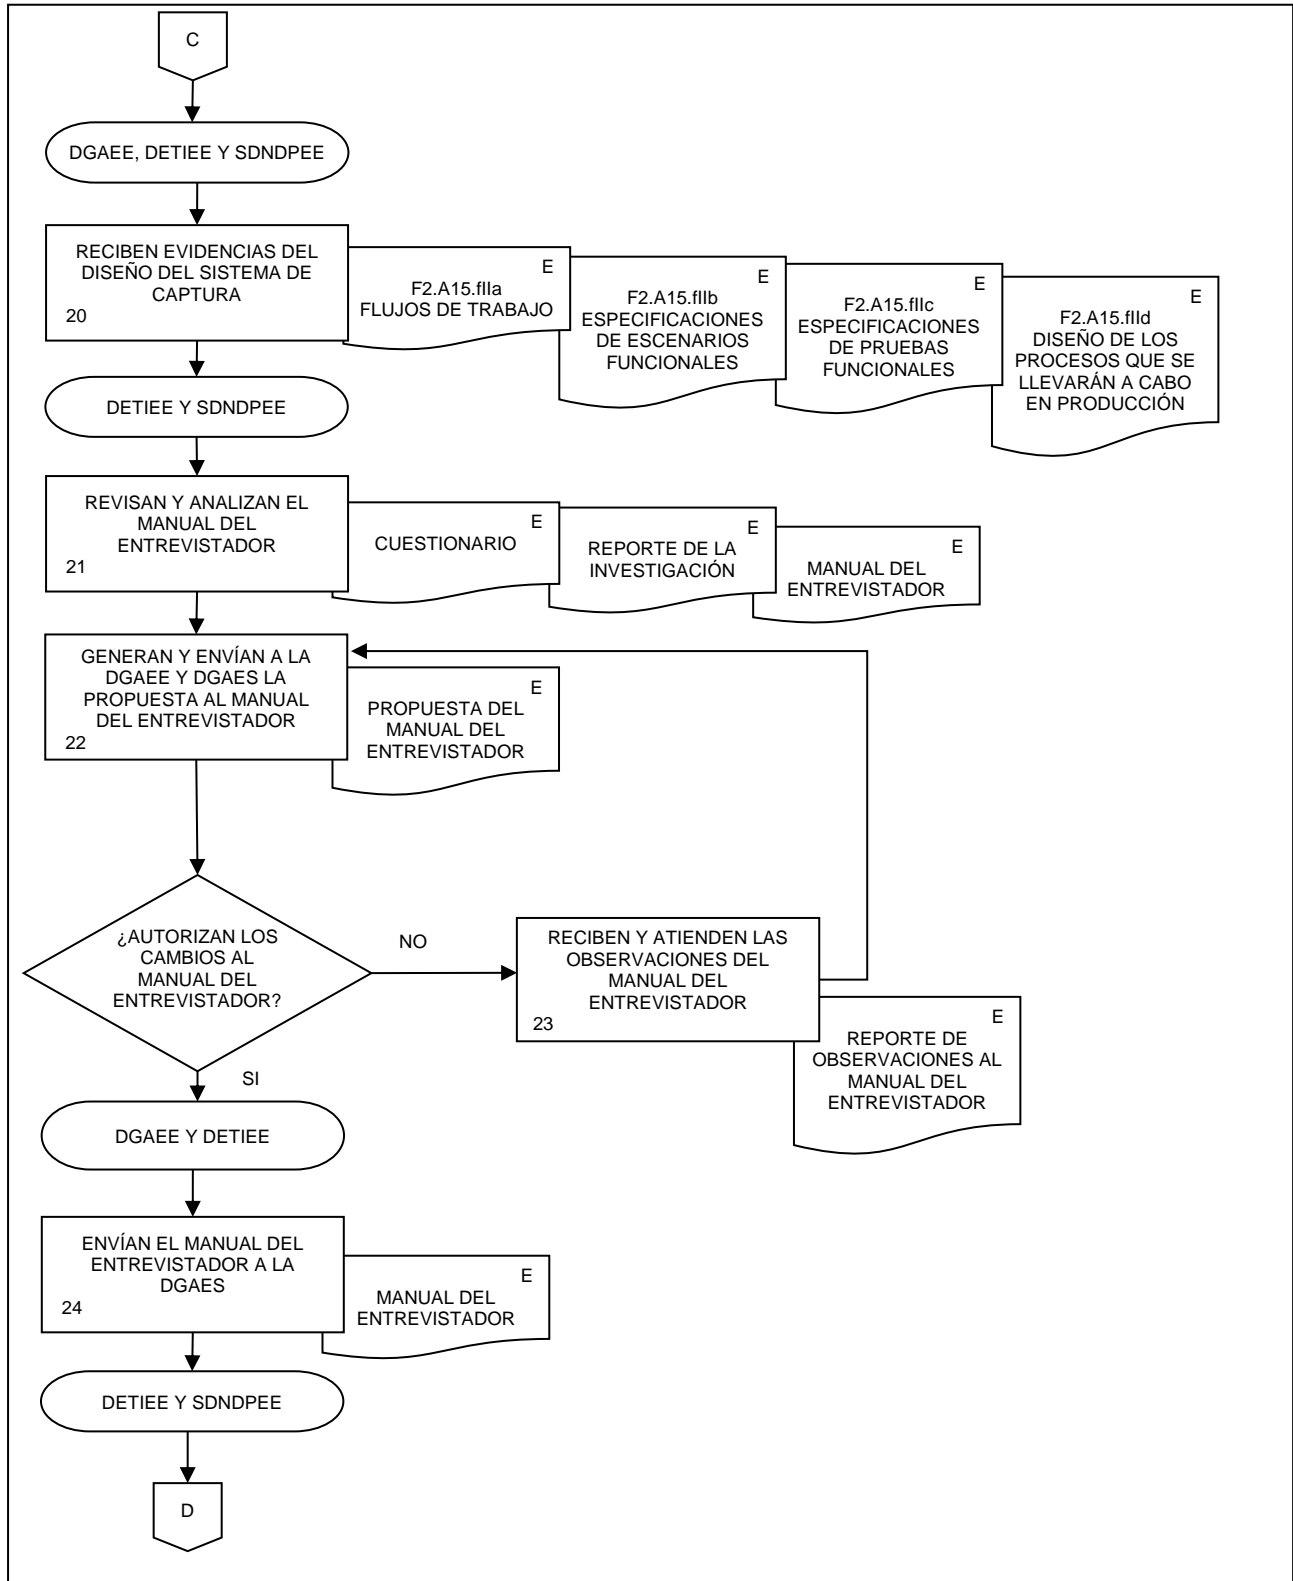 C
DGAEE, DETIEE Y SDNDPEE
RECIBEN EVIDENCIAS DEL
DISEÑO DEL SISTEMA DE
CAPTURA
20
E
F2.A15.fIIa
FLUJOS DE TRABAJO
E
F2.A15.fIIb
ESPECIFICACIONES
DE ESCENARIOS
FUNCIONALES
E
F2.A15.fIIc
ESPECIFICACIONES
DE PRUEBAS
FUNCIONALES
E
F2.A15.fIId
DISEÑO DE LOS
PROCESOS QUE SE
LLEVARÁN A CABO
EN PRODUCCIÓN
DETIEE Y SDNDPEE
REVISAN Y ANALIZAN EL
MANUAL DEL
ENTREVISTADOR
21
E
CUESTIONARIO
E
REPORTE DE LA
INVESTIGACIÓN
E
MANUAL DEL
ENTREVISTADOR
GENERAN Y ENVÍAN A LA
DGAEE Y DGAES LA
PROPUESTA AL MANUAL
DEL ENTREVISTADOR
22
E
PROPUESTA DEL
MANUAL DEL
ENTREVISTADOR
¿AUTORIZAN LOS
CAMBIOS AL
MANUAL DEL
ENTREVISTADOR?
NO
RECIBEN Y ATIENDEN LAS
OBSERVACIONES DEL
MANUAL DEL
ENTREVISTADOR
23
E
REPORTE DE
OBSERVACIONES AL
MANUAL DEL
ENTREVISTADOR
SI
DGAEE Y DETIEE
ENVÍAN EL MANUAL DEL
ENTREVISTADOR A LA
DGAES
24
E
MANUAL DEL
ENTREVISTADOR
DETIEE Y SDNDPEE
D